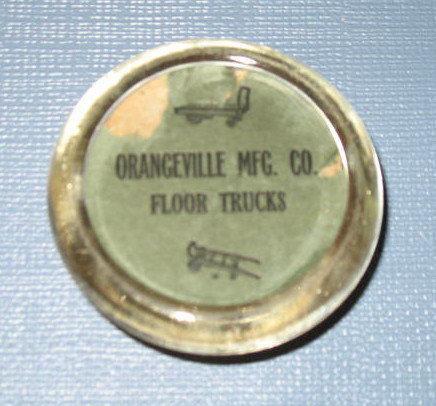 ORANGEVILLE MFG. CO.
FLOOR TRUCKS